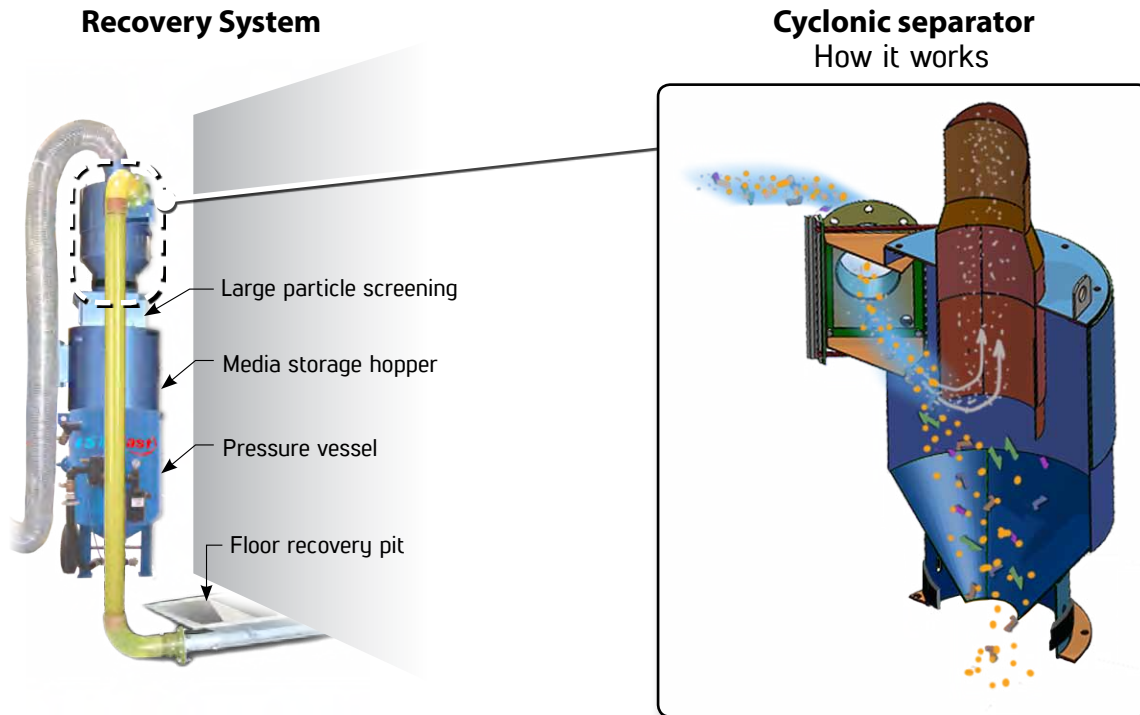 Recovery System
Cyclonic separator
How it works
Large particle screening
Media storage hopper
Pressure vessel
Floor recovery pit